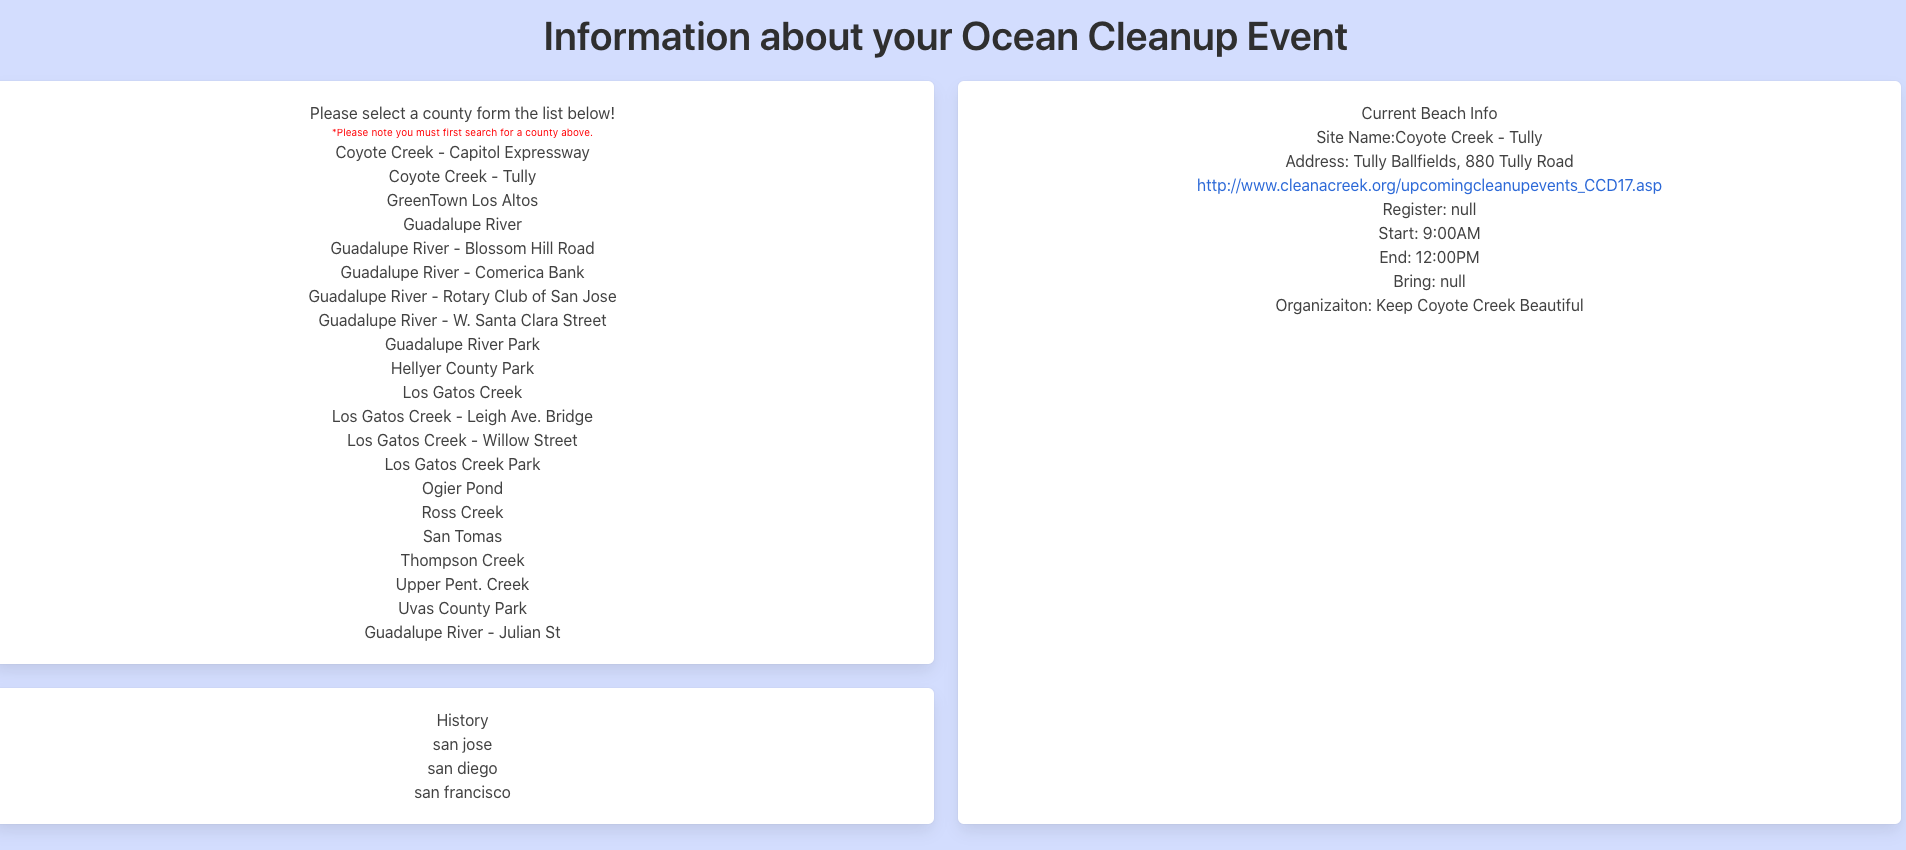 Information about your Ocean Cleanup Event
Please select a county form the list below!
*Please note you must first search for a county above.
Coyote Creek - Capitol Expressway
Coyote Creek - Tully
GreenTown Los Altos
Guadalupe River
Guadalupe River - Blossom Hill Road
Guadalupe River - Comerica Bank
Guadalupe River - Rotary Club of San Jose
Guadalupe River - W. Santa Clara Street
Guadalupe River Park
Hellyer County Park
Los Gatos Creek
Los Gatos Creek - Leigh Ave. Bridge
Los Gatos Creek - Willow Street
Los Gatos Creek Park
Ogier Pond
Ross Creek
San Tomas
Thompson Creek
Upper Pent. Creek
Uvas County Park
Guadalupe River - Julian St
History
san jose
san diego
san francisco
Current Beach Info
Site Name:Coyote Creek - Tully
Address: Tully Ballfields, 880 Tully Road
http://www.cleanacreek.org/upcomingcleanupevents_CCD17.asp
Register: null
Start: 9:00AM
End: 12:00PM
Bring: null
Organizaiton: Keep Coyote Creek Beautiful